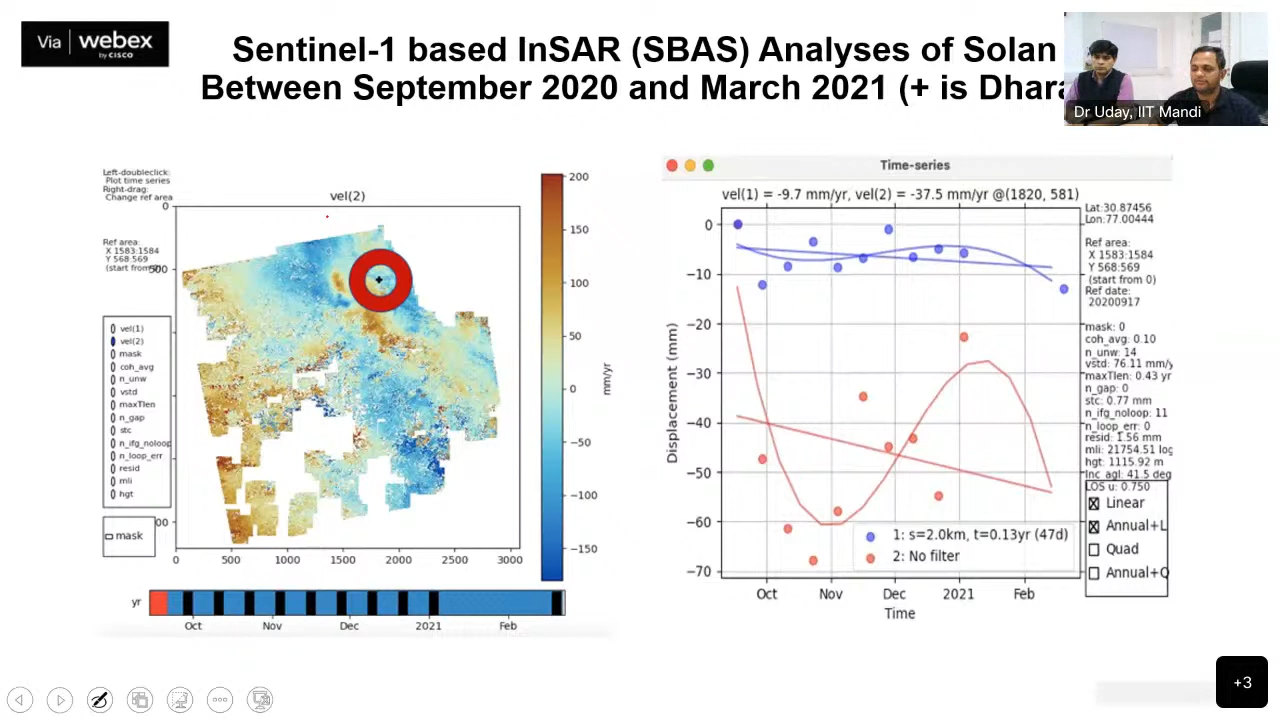 Via | webex
by CISCO
Sentinel-1 based InSAR (SBAS) Analyses of Solan
Between September 2020 and March 2021 (+ is Dhara
Dr Uday, IIT Mandi
Left-doubleclick:
Plot time series
Right-drag:
Change ref area
Ref area:
X 1583:1584
Y 568:569
(start from
vel(1)
vel(2)
mask
coh_avg
n_unw
vstd
maxTlen
n_gap
stc
n_ifg_noloop
n_loop_err
resid
mli
hgt
mask
vel(2)
0
500
00
0 500 1000 1500 2000 2500 3000
200
150
100
50
0
−50
−100
−150
mm/yr
yr
Oct Nov Dec 2021 Feb
Time-series
vel(1) = -9.7 mm/yr, vel(2) = -37.5 mm/yr @(1820, 581)
Displacement (mm)
0
−10
−20
−30
−40
−50
−60
−70
1: s=2.0km, t=0.13yr (47d)
2: No filter
Oct Nov Dec 2021 Feb
Time
Lat:30.87456
Lon:77.00444
Ref area:
X 1583:1584
Y 568:569
(start from 0)
Ref date:
20200917
mask: 0
coh_avg: 0.10
n_unw: 14
vstd: 76.11 mm/y
maxTlen: 0.43 yr
n_gap: 0
stc: 0.77 mm
n_ifg_noloop: 11
n_loop_err: 0
resid: 1.56 mm
mli: 21754.51 log
hgt: 1115.92 m
Inc_agl: 41.5 deg
LOS u: 0.750
Linear
Annual+L
Quad
Annual+Q
+3